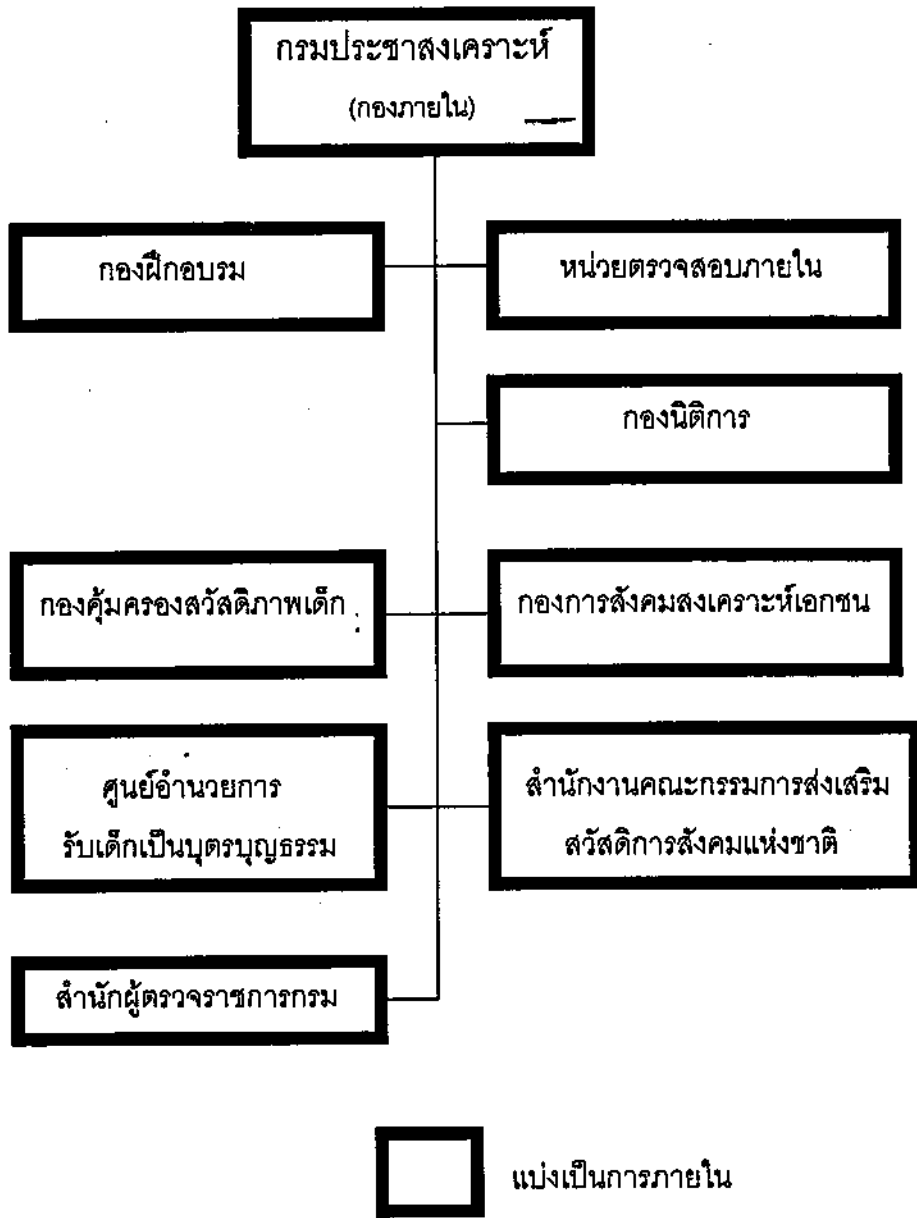 กรมประชาสงเคราะห์
(กองภายใน)
กองฝึกอบรม
หน่วยตรวจสอบภายใน
กองนิติการ
กองคุ้มครองสวัสดิภาพเด็ก
กองการสังคมสงเคราะห์เอกชน
ศูนย์อำนวยการ
รับเด็กเป็นบุตรบุญธรรม
สำนักงานคณะกรรมการส่งเสริม
สวัสดิการสังคมแห่งชาติ
สำนักผู้ตรวจราชการกรม
แบ่งเป็นการภายใน